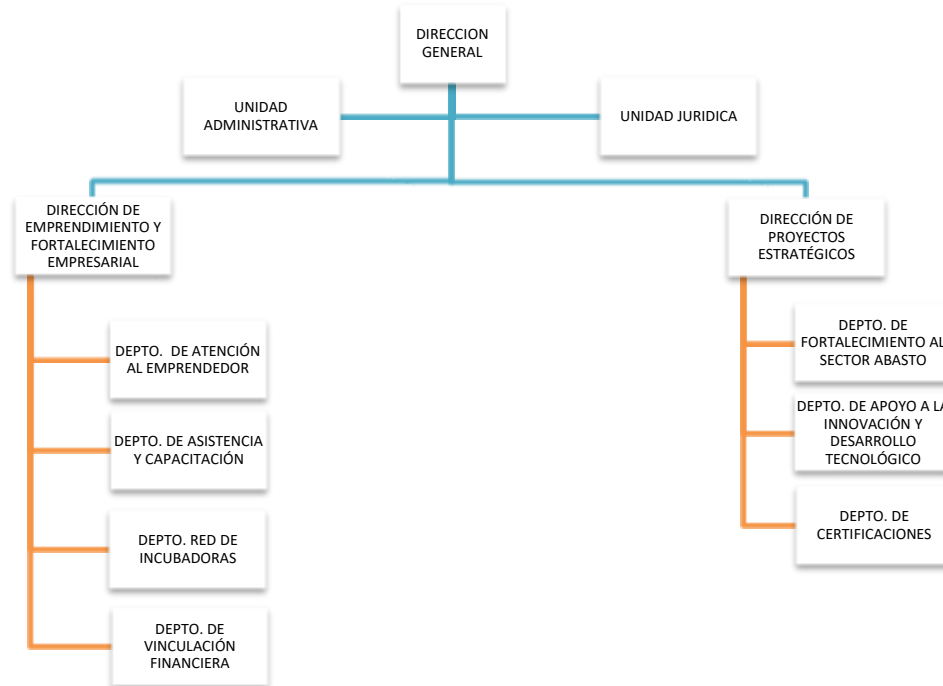 DIRECCION
GENERAL
UNIDAD
ADMINISTRATIVA
UNIDAD JURIDICA
DIRECCIÓN DE
EMPRENDIMIENTO Y
FORTALECIMIENTO
EMPRESARIAL
DEPTO. DE ATENCIÓN
AL EMPRENDEDOR
DEPTO. DE ASISTENCIA
Y CAPACITACIÓN
DEPTO. RED DE
INCUBADORAS
DEPTO. DE
VINCULACIÓN
FINANCIERA
DIRECCIÓN DE
PROYECTOS
ESTRATÉGICOS
DEPTO. DE
FORTALECIMIENTO AL
SECTOR ABASTO
DEPTO. DE APOYO A LA
INNOVACIÓN Y
DESARROLLO
TECNOLÓGICO
DEPTO. DE
CERTIFICACIONES